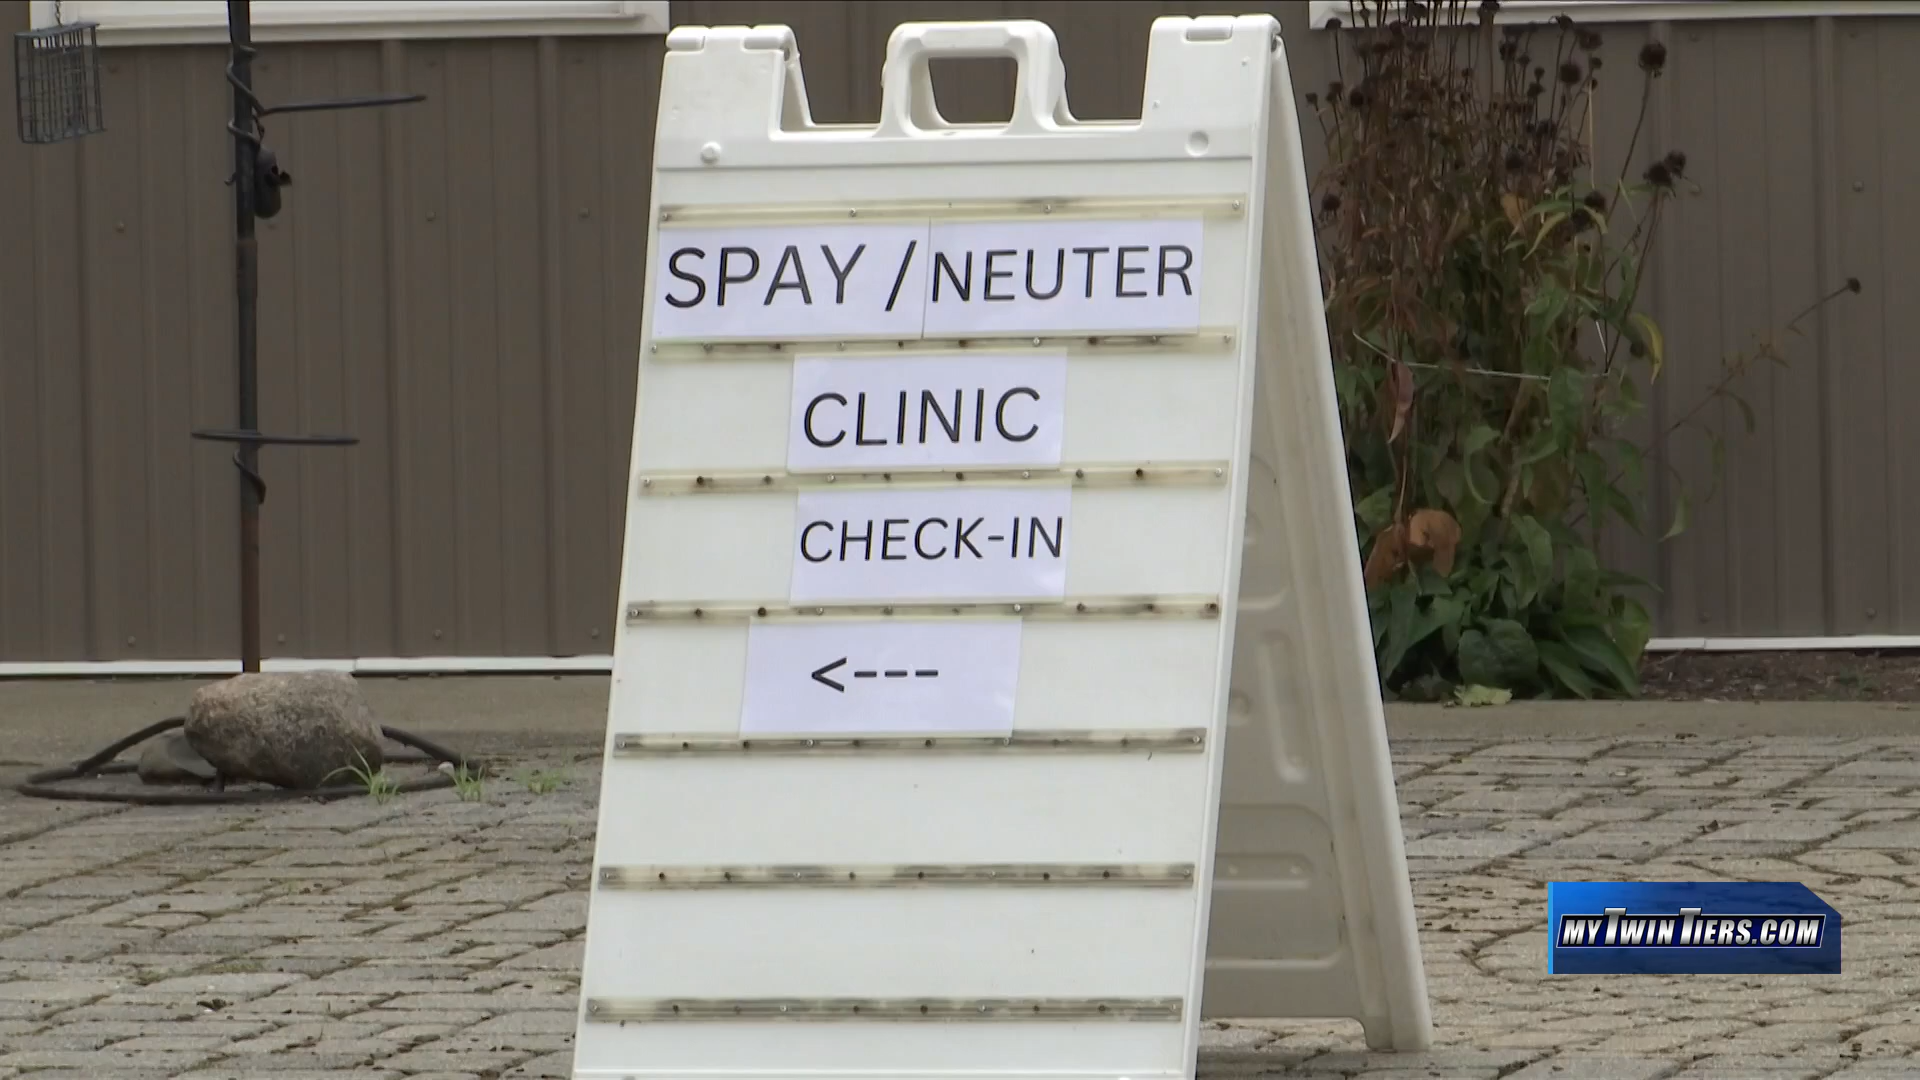 SPAY / NEUTER
CLINIC
CHECK-IN
<---
MYTWINTIERS.COM